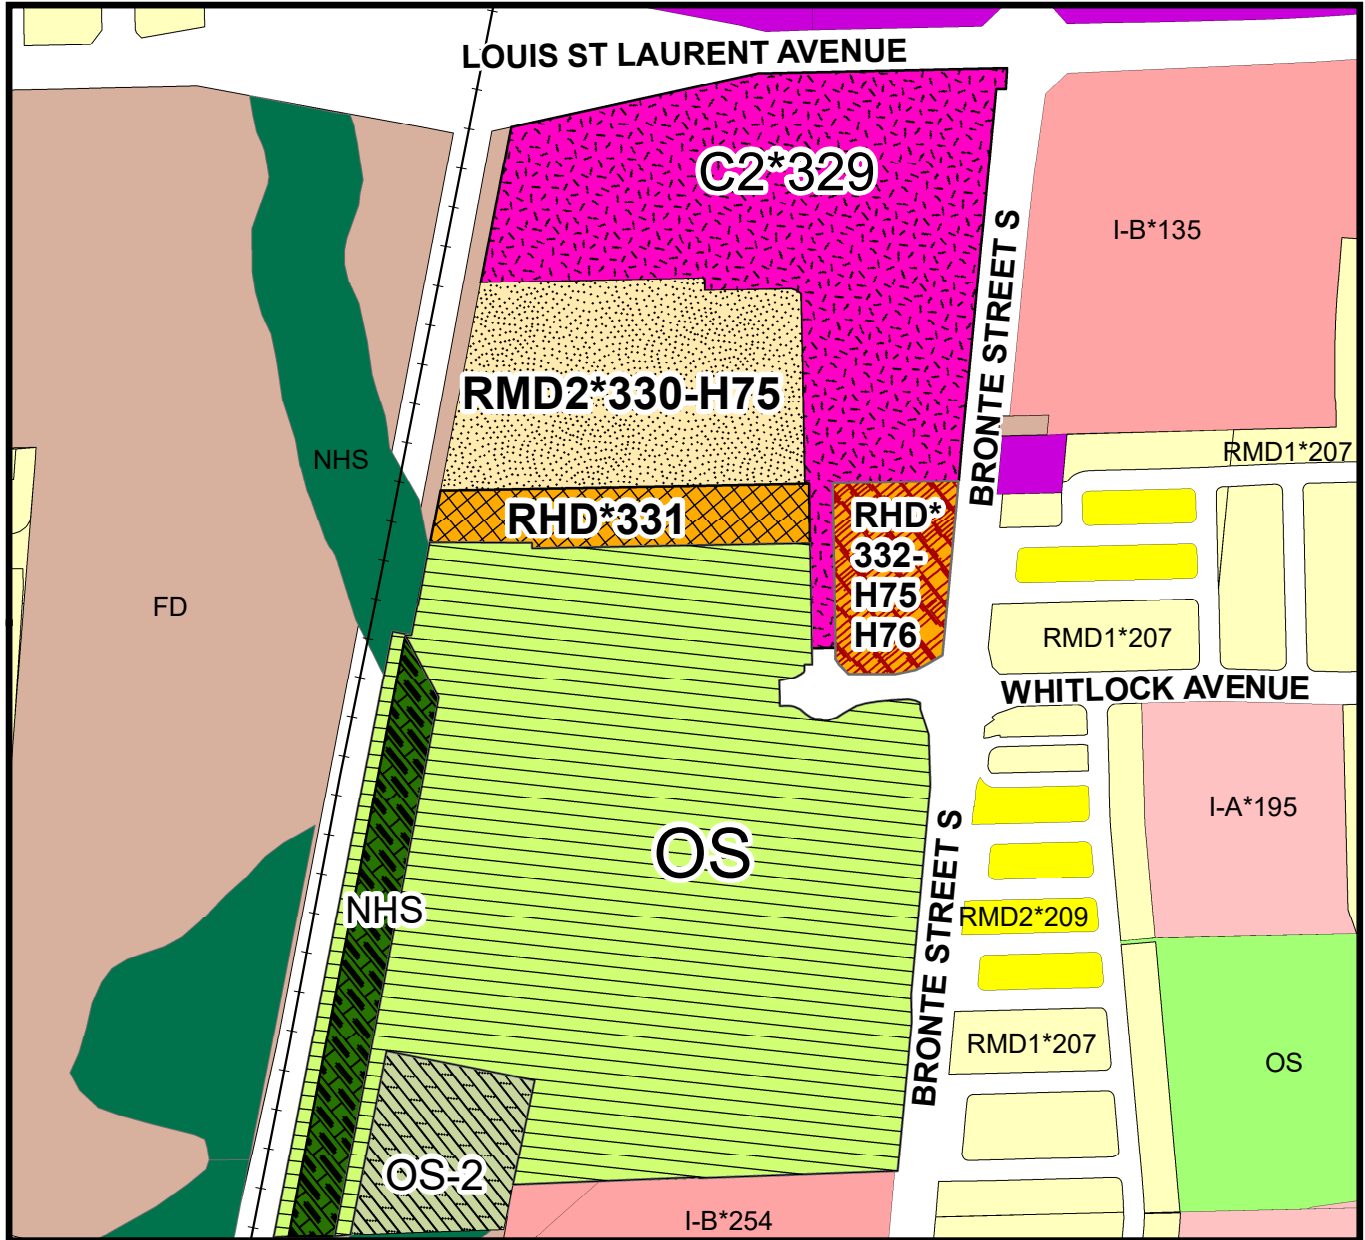 LOUIS ST LAURENT AVENUE
C2*329
I-B*135
BRONTE STREET S
RMD2*330-H75
NHS
RMD1*207
RHD*331
RHD*
332-
H75
H76
FD
RMD1*207
WHITLOCK AVENUE
I-A*195
OS
BRONTE STREET S
NHS
RMD2*209
RMD1*207
OS
OS-2
I-B*254